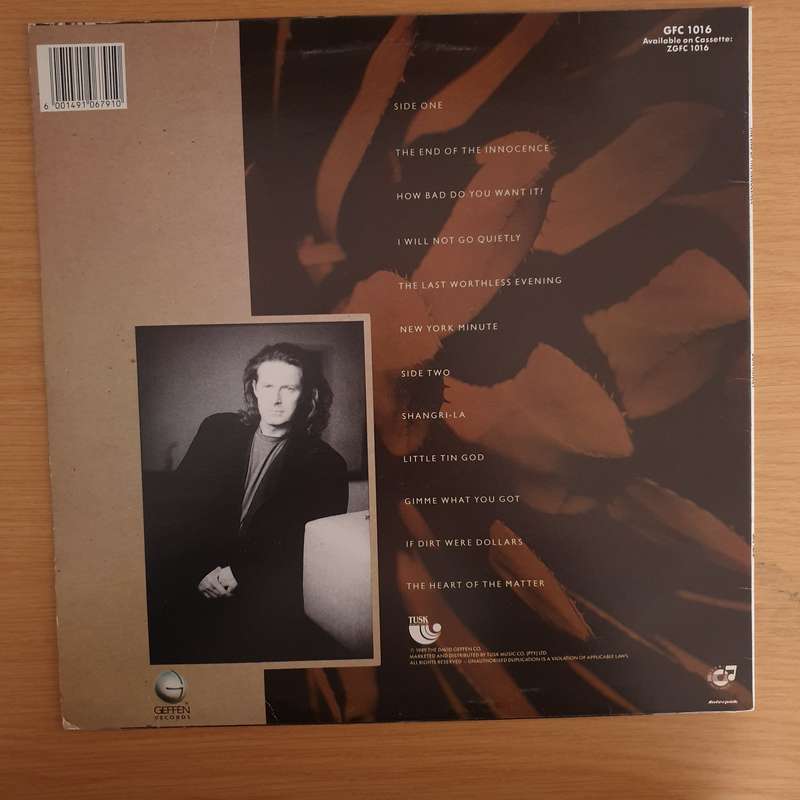 GFC 1016
Available on Cassette:
ZGFC 1016
6 001491 067910
SIDE ONE
THE END OF THE INNOCENCE
HOW BAD DO YOU WANT IT?
I WILL NOT GO QUIETLY
THE LAST WORTHLESS EVENING
NEW YORK MINUTE
SIDE TWO
SHANGRI-LA
LITTLE TIN GOD
GIMME WHAT YOU GOT
IF DIRT WERE DOLLARS
THE HEART OF THE MATTER
TUSK
© 1989 THE DAVID GEFFEN CO.
MARKETED AND DISTRIBUTED BY TUSK MUSIC CO. (PTY) LTD.
ALL RIGHTS RESERVED – UNAUTHORISED DUPLICATION IS A VIOLATION OF APPLICABLE LAWS.
GEFFEN
RECORDS